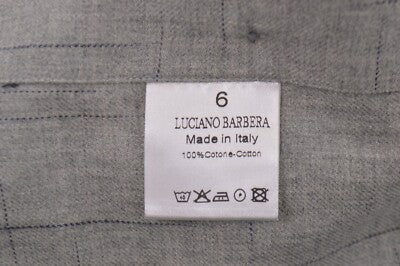 6
LUCIANO BARBERA
Made in Italy
100%Cotone-Cotton